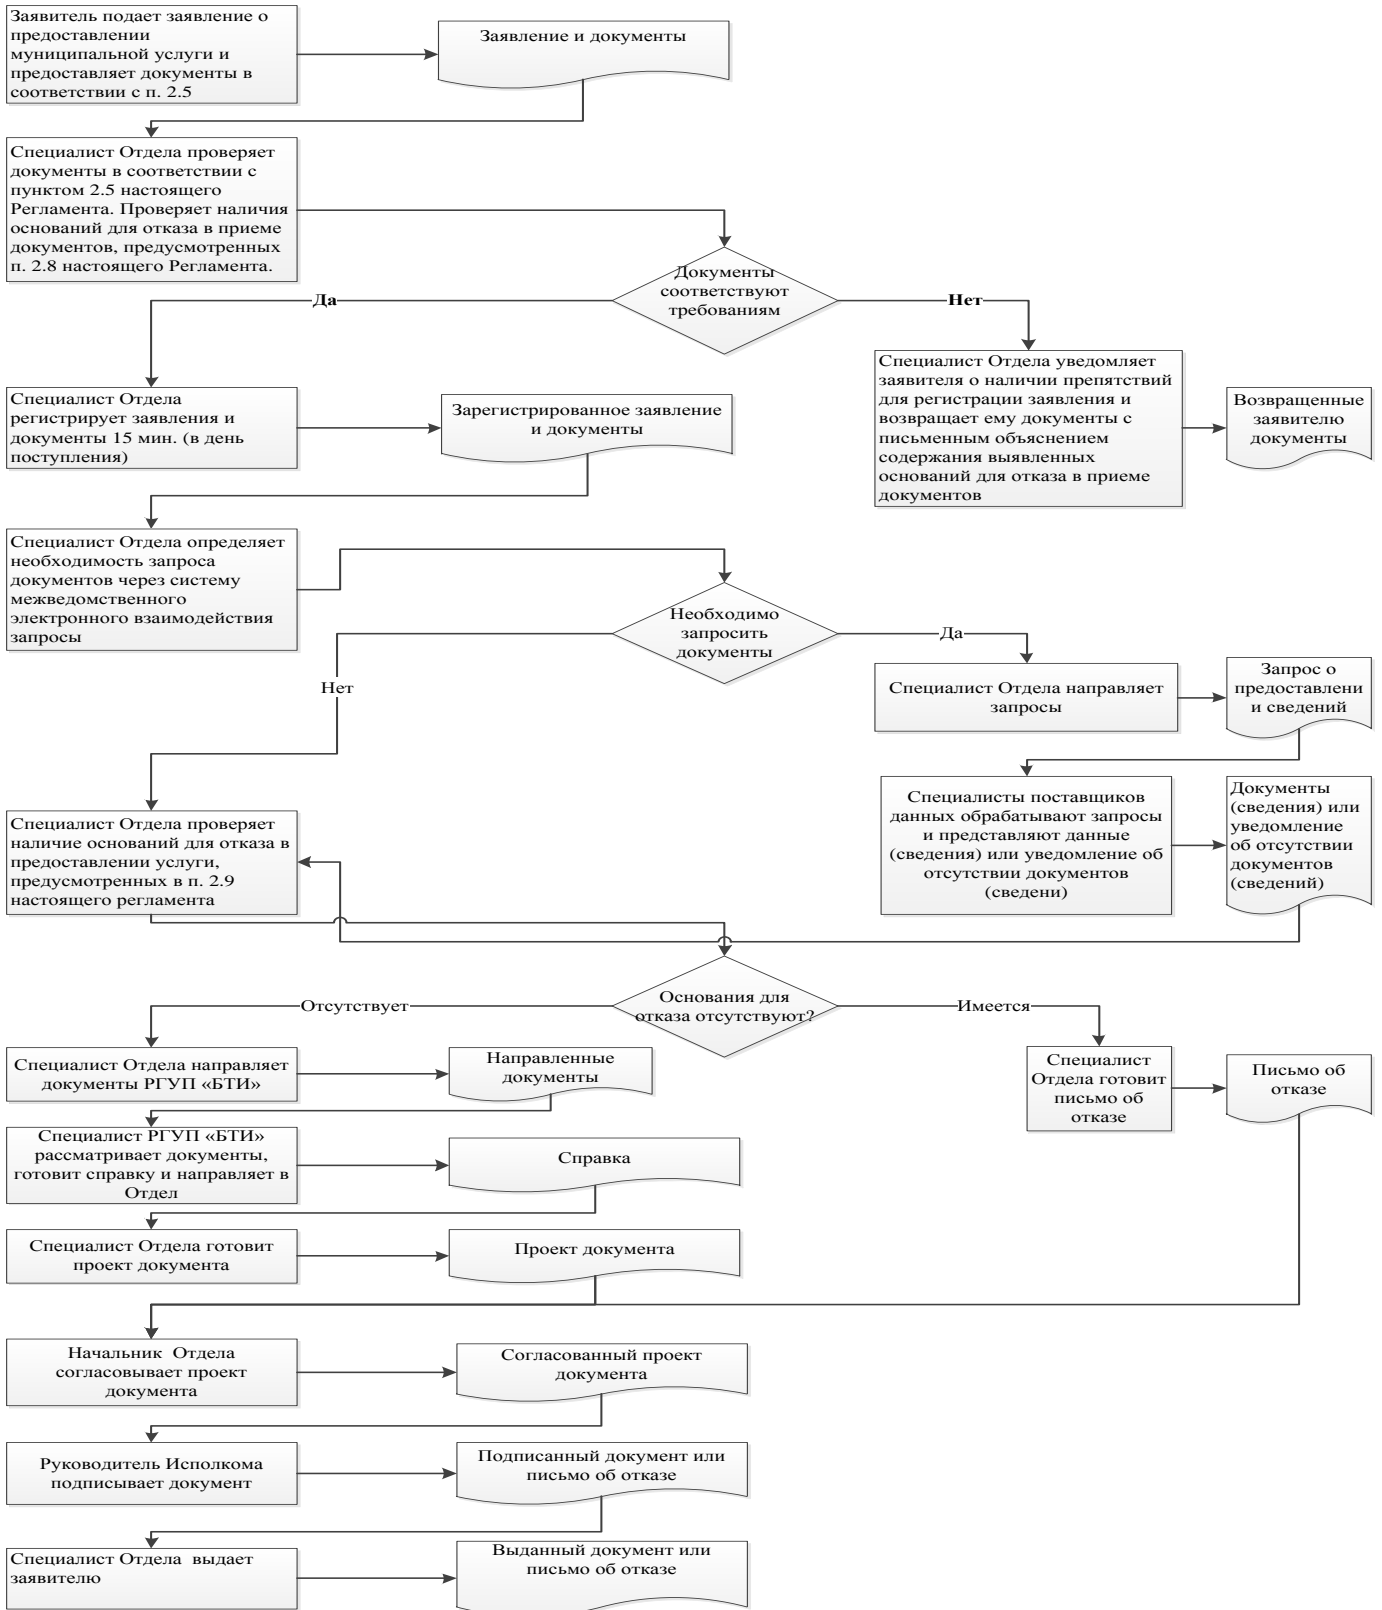 Заявитель подает заявление о
предоставлении
муниципальной услуги и
предоставляет документы в
соответствии с п. 2.5
Заявление и документы
Специалист Отдела проверяет
документы в соответствии с
пунктом 2.5 настоящего
Регламента. Проверяет наличия
оснований для отказа в приеме
документов, предусмотренных
п. 2.8 настоящего Регламента.
Документы
соответствуют
требованиям
Да
Нет
Специалист Отдела
регистрирует заявления и
документы 15 мин. (в день
поступления)
Зарегистрированное заявление
и документы
Специалист Отдела уведомляет
заявителя о наличии препятствий
для регистрации заявления и
возвращает ему документы с
письменным объяснением
содержания выявленных
оснований для отказа в приеме
документов
Возвращенные
заявителю
документы
Специалист Отдела определяет
необходимость запроса
документов через систему
межведомственного
электронного взаимодействия
запросы
Необходимо
запросить
документы
Да
Нет
Специалист Отдела направляет
запросы
Запрос о
предоставлени
и сведений
Специалисты поставщиков
данных обрабатывают запросы
и представляют данные
(сведения) или уведомление об
отсутствии документов
(сведени)
Документы
(сведения) или
уведомление
об отсутствии
документов
(сведений)
Специалист Отдела проверяет
наличие оснований для отказа в
предоставлении услуги,
предусмотренных в п. 2.9
настоящего регламента
Основания для
отказа отсутствуют?
Отсутствует
Имеется
Специалист Отдела направляет
документы РГУП «БТИ»
Направленные
документы
Специалист
Отдела готовит
письмо об
отказе
Письмо об
отказе
Специалист РГУП «БТИ»
рассматривает документы,
готовит справку и направляет в
Отдел
Справка
Специалист Отдела готовит
проект документа
Проект документа
Начальник  Отдела
согласовывает проект
документа
Согласованный проект
документа
Руководитель Исполкома
подписывает документ
Подписанный документ или
письмо об отказе
Специалист Отдела  выдает
заявителю
Выданный документ или
письмо об отказе